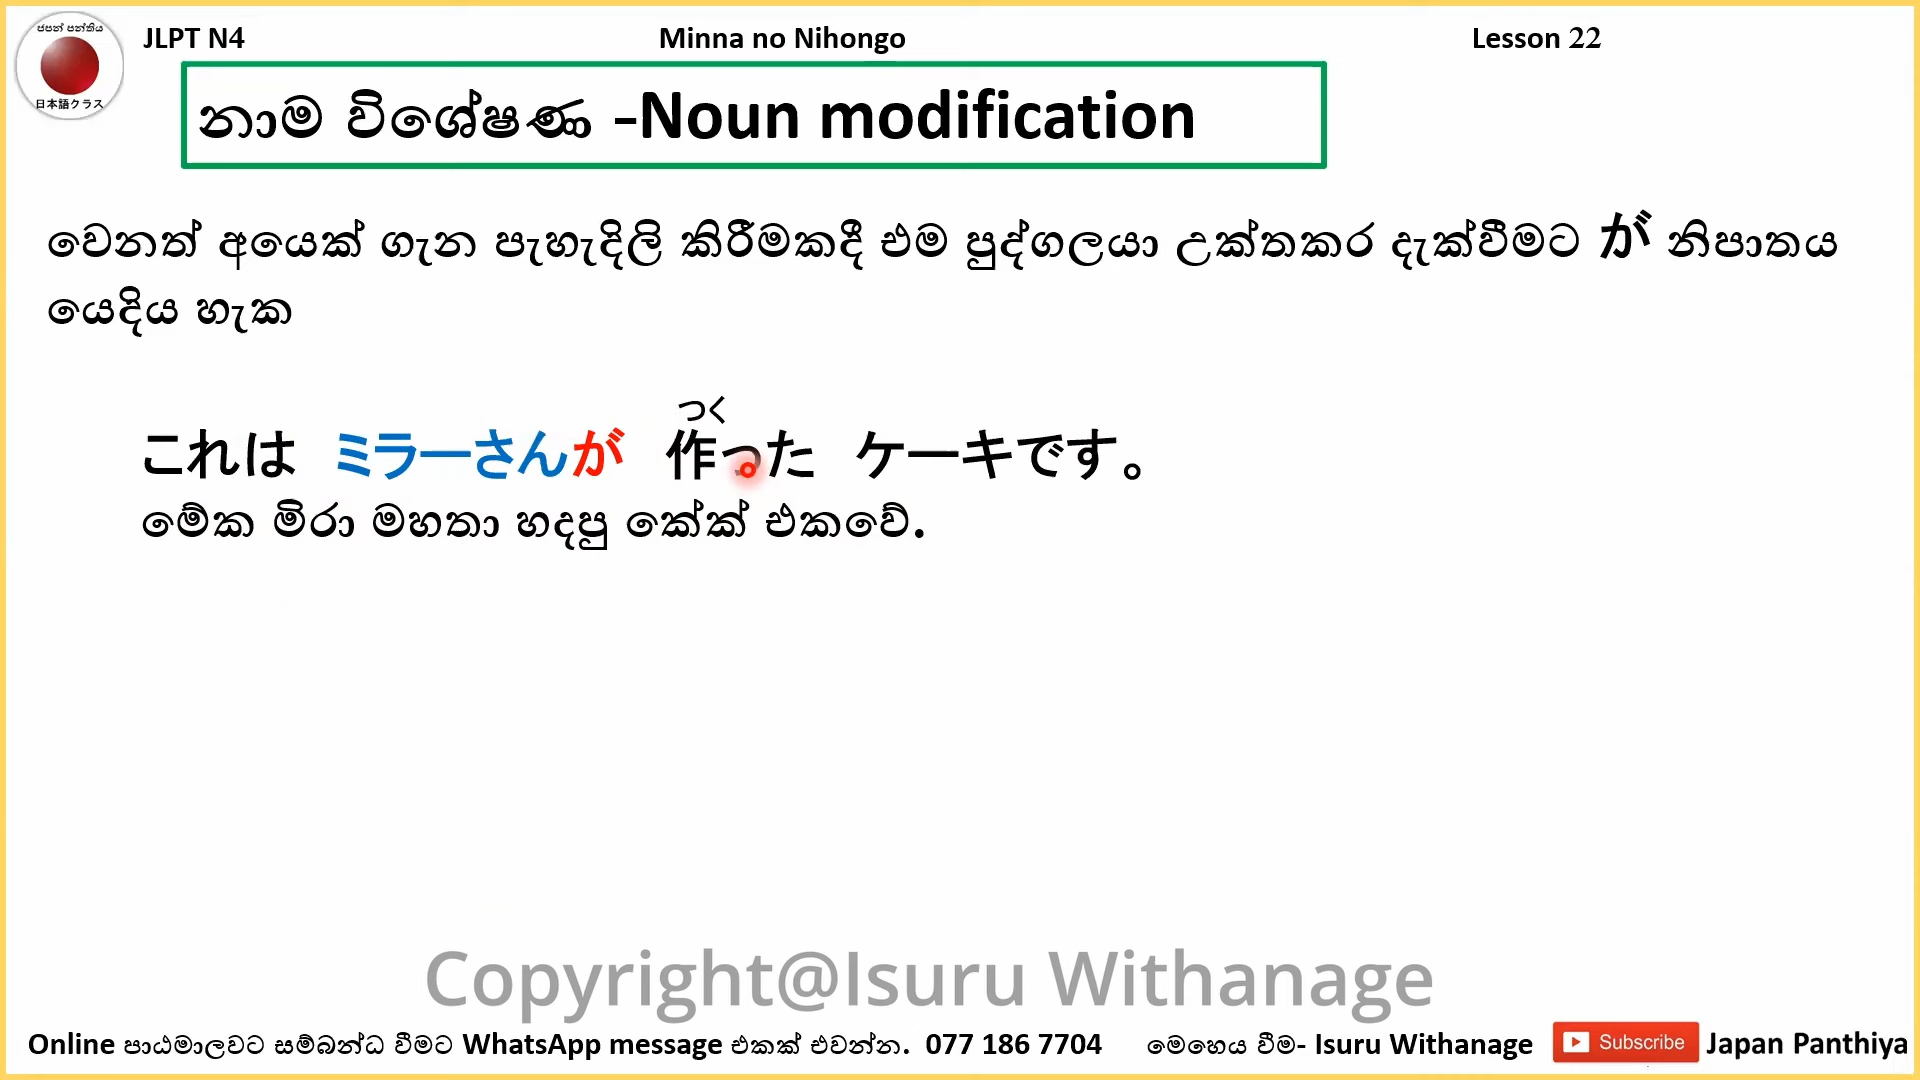 ජපන් පන්තිය
日本語クラス
JLPT N4 Minna no Nihongo Lesson 22
නාම විශේෂණ -Noun modification
වෙනත් අයෙක් ගැන පැහැදිලි කිරීමකදී එම පුද්ගලයා උක්තකර දැක්වීමට が නිපාතය
යෙදිය හැක
つく
これは ミラーさんが 作った ケーキです。
මේක මිරා මහතා හදපු කේක් එකවේ.
Copyright@Isuru Withanage
Online පාඨමාලවට සම්බන්ධ වීමට WhatsApp message එකක් එවන්න. 077 186 7704 මෙහෙය වීම- Isuru Withanage Subscribe Japan Panthiya